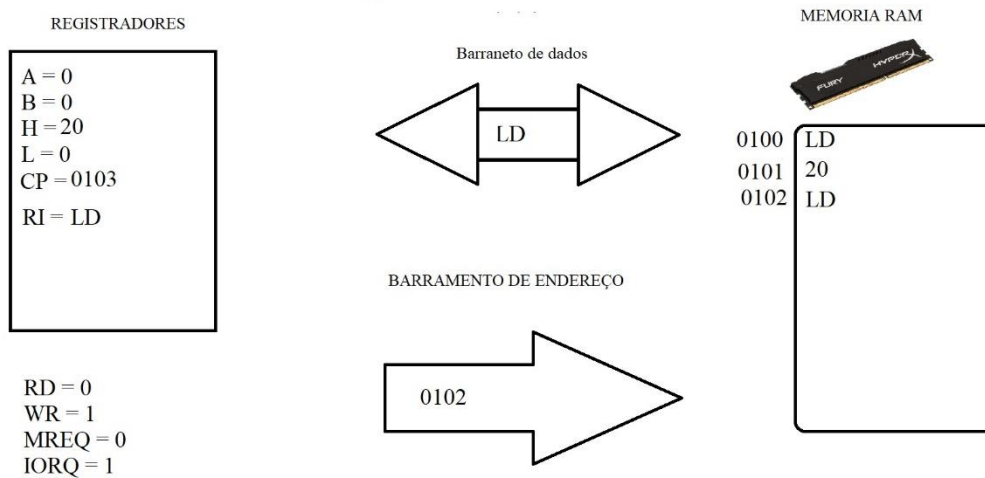 REGISTRADORES
A = 0
B = 0
H = 20
L = 0
CP = 0103
RI = LD
RD = 0
WR = 1
MREQ = 0
IORQ = 1
Barraneto de dados
LD
BARRAMENTO DE ENDEREÇO
0102
MEMORIA RAM
FURY HYPERX
0100 LD
0101 20
0102 LD